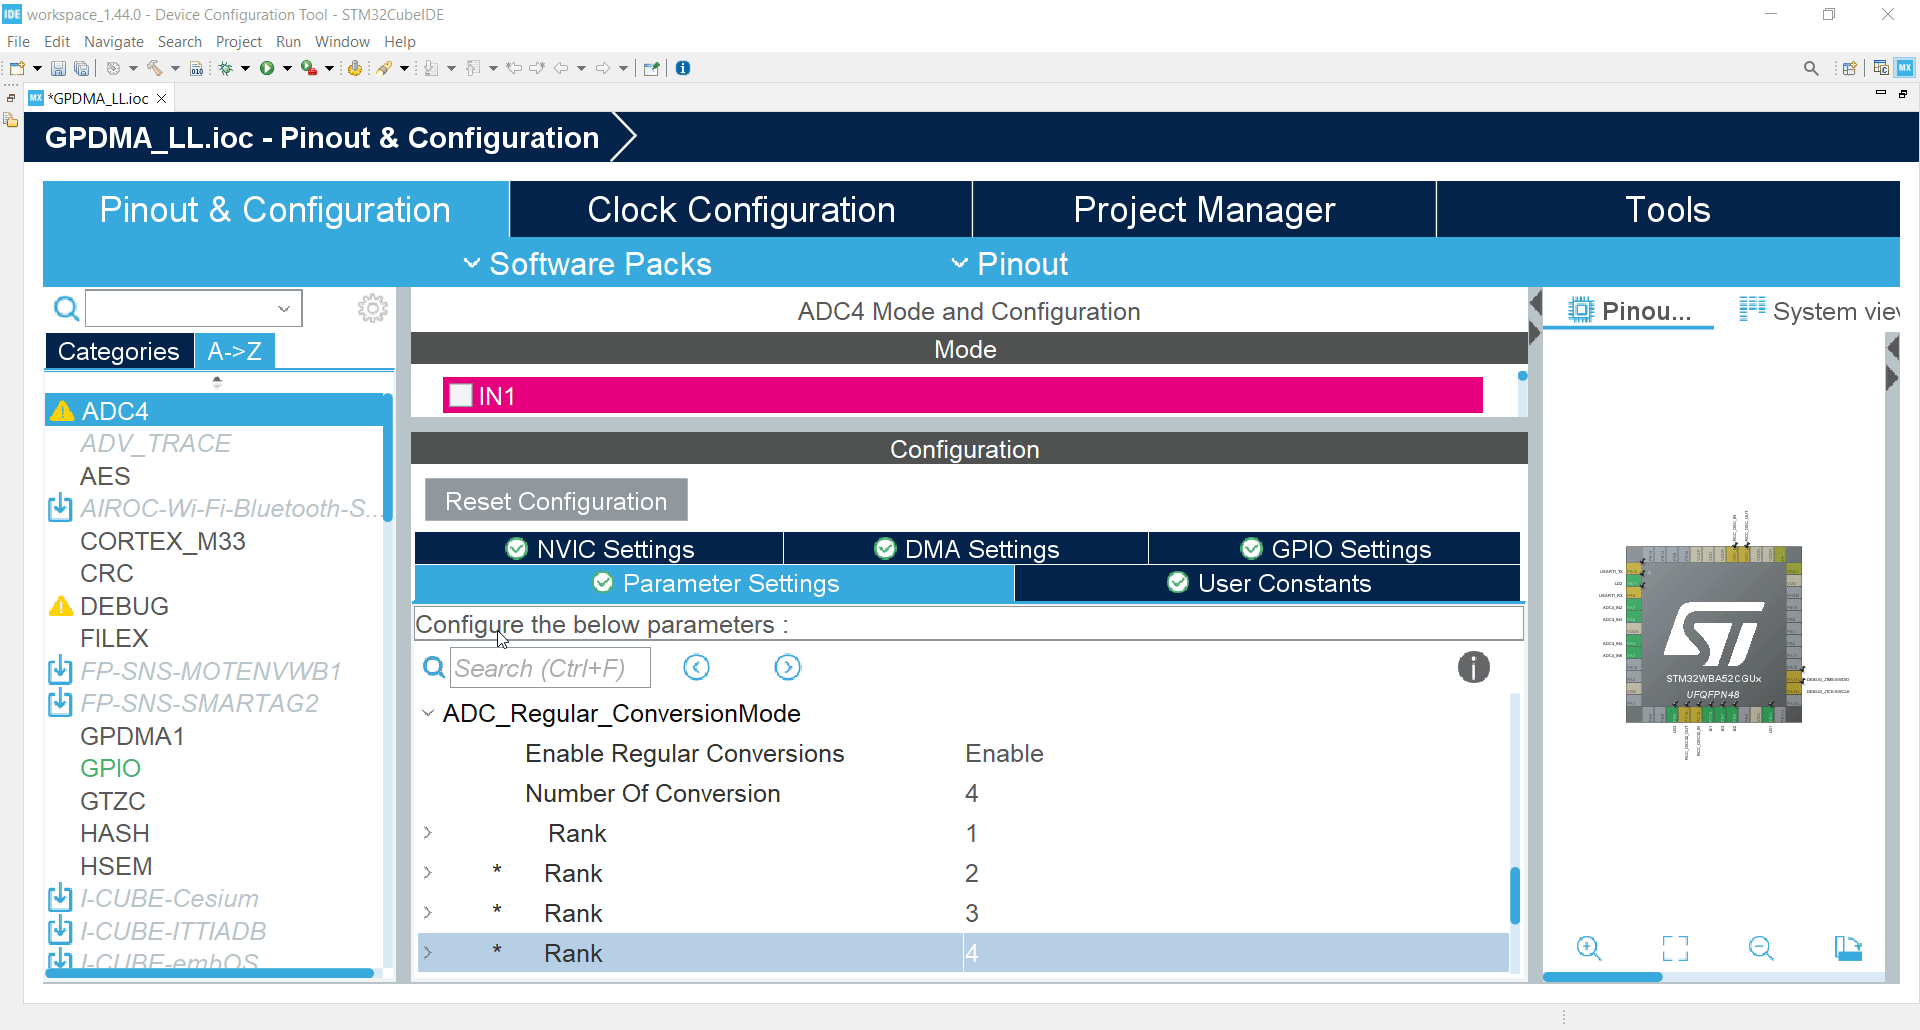 IDE workspace_1.44.0 - Device Configuration Tool - STM32CubeIDE
File Edit Navigate Search Project Run Window Help
010
MX
MX *GPDMA_LL.ioc
GPDMA_LL.ioc - Pinout & Configuration
Pinout & Configuration Clock Configuration Project Manager Tools
Software Packs Pinout
Categories A->Z
ADC4
ADV_TRACE
AES
AIROC-Wi-Fi-Bluetooth-S...
CORTEX_M33
CRC
DEBUG
FILEX
FP-SNS-MOTENVWB1
FP-SNS-SMARTAG2
GPDMA1
GPIO
GTZC
HASH
HSEM
I-CUBE-Cesium
I-CUBE-ITTIADB
I-CUBE-embOS
ADC4 Mode and Configuration
Mode
IN1
Configuration
Reset Configuration
NVIC Settings DMA Settings GPIO Settings
Parameter Settings User Constants
Configure the below parameters :
Search (Ctrl+F)
ADC_Regular_ConversionMode
Enable Regular Conversions Enable
Number Of Conversion 4
Rank 1
* Rank 2
* Rank 3
* Rank 4
Pinou... System view
STM32WBA52CGUx
UFQFPN48